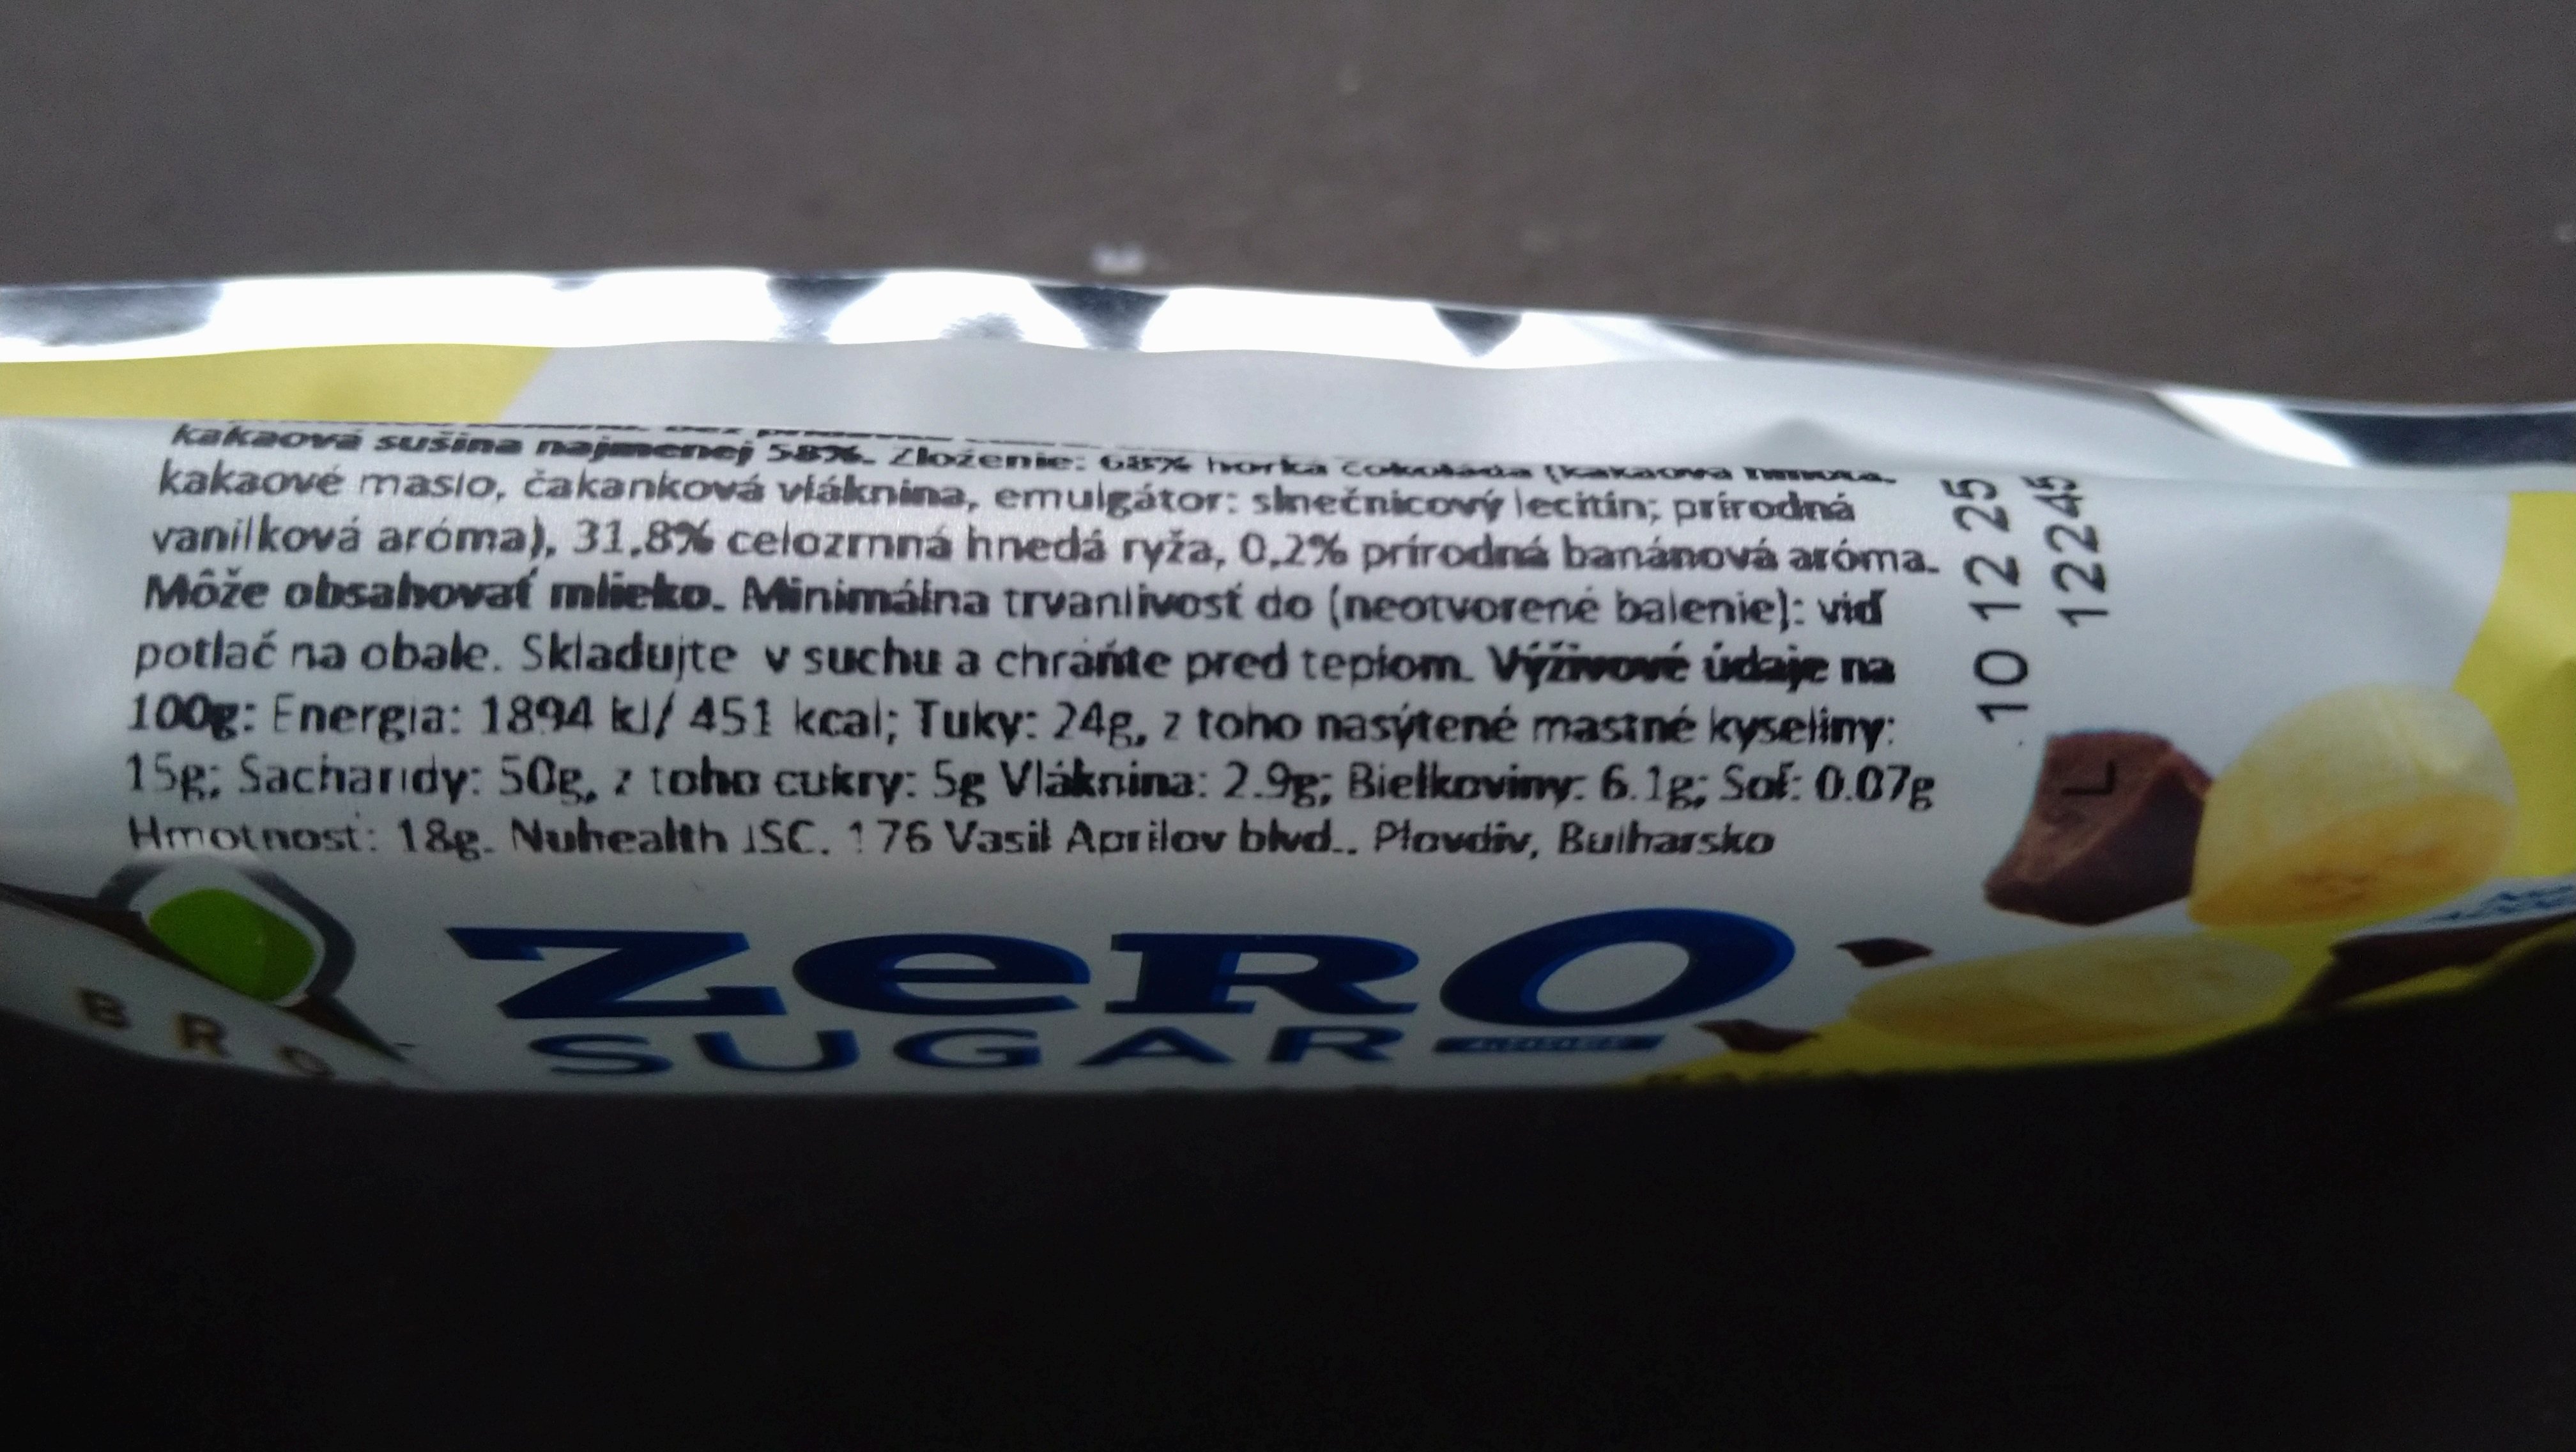 kakaová sušina najmenej 58%. Zloženie: 68% horká čokoláda (kakaová hmota,
kakaové maslo, čakanková vláknina, emulgátor: slnečnicový lecitín; prírodná
vanilková aróma), 31,8% celozrnná hnedá ryža, 0,2% prírodná banánová aróma.
Môže obsahovať mlieko. Minimálna trvanlivosť do (neotvorené balenie): viď
potlač na obale. Skladujte v suchu a chráňte pred teplom. Výživové údaje na
100g: Energia: 1894 kJ/ 451 kcal; Tuky: 24g, z toho nasýtené mastné kyseliny:
15g; Sacharidy: 50g, z toho cukry: 5g Vláknina: 2.9g; Bielkoviny: 6.1g; Soľ: 0.07g
Hmotnosť: 18g. Nuhealth JSC. 176 Vasil Aprilov blvd., Plovdiv, Bulharsko
10 12 25
L 12245
ZeRO
SUGAR